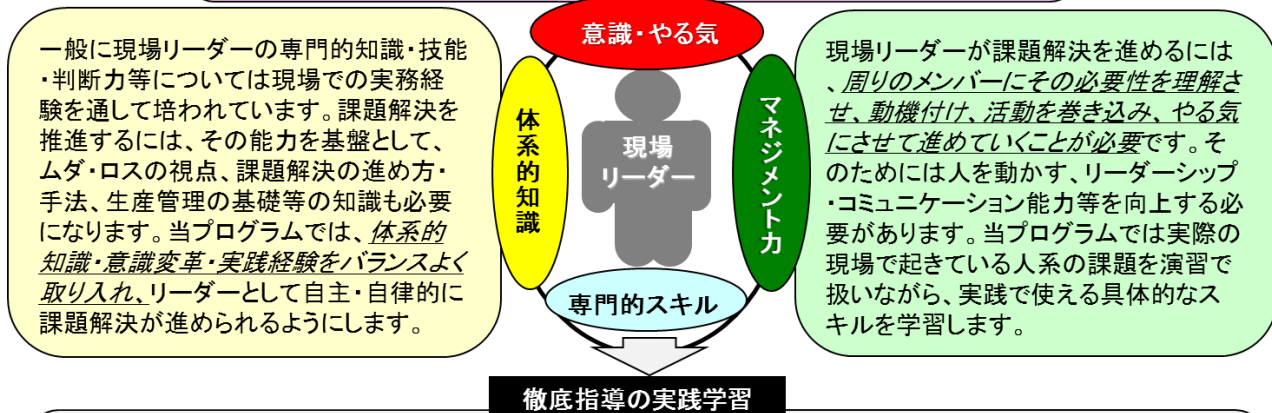 一般に現場リーダーの専門的知識・技能
・判断力等については現場での実務経
験を通して培われています。課題解決を
推進するには、その能力を基盤として、
ムダ・ロスの視点、課題解決の進め方・
手法、生産管理の基礎等の知識も必要
になります。当プログラムでは、体系的
知識・意識変革・実践経験をバランスよく
取り入れ、リーダーとして自主・自律的に
課題解決が進められるようにします。
意識・やる気
体系的知識
現場
リーダー
マネジメント力
専門的スキル
現場リーダーが課題解決を進めるには
、周りのメンバーにその必要性を理解さ
せ、動機付け、活動を巻き込み、やる気
にさせて進めていくことが必要です。そ
のためには人を動かす、リーダーシップ
・コミュニケーション能力等を向上する必
要があります。当プログラムでは実際の
現場で起きている人系の課題を演習で
扱いながら、実践で使える具体的なス
キルを学習します。
徹底指導の実践学習